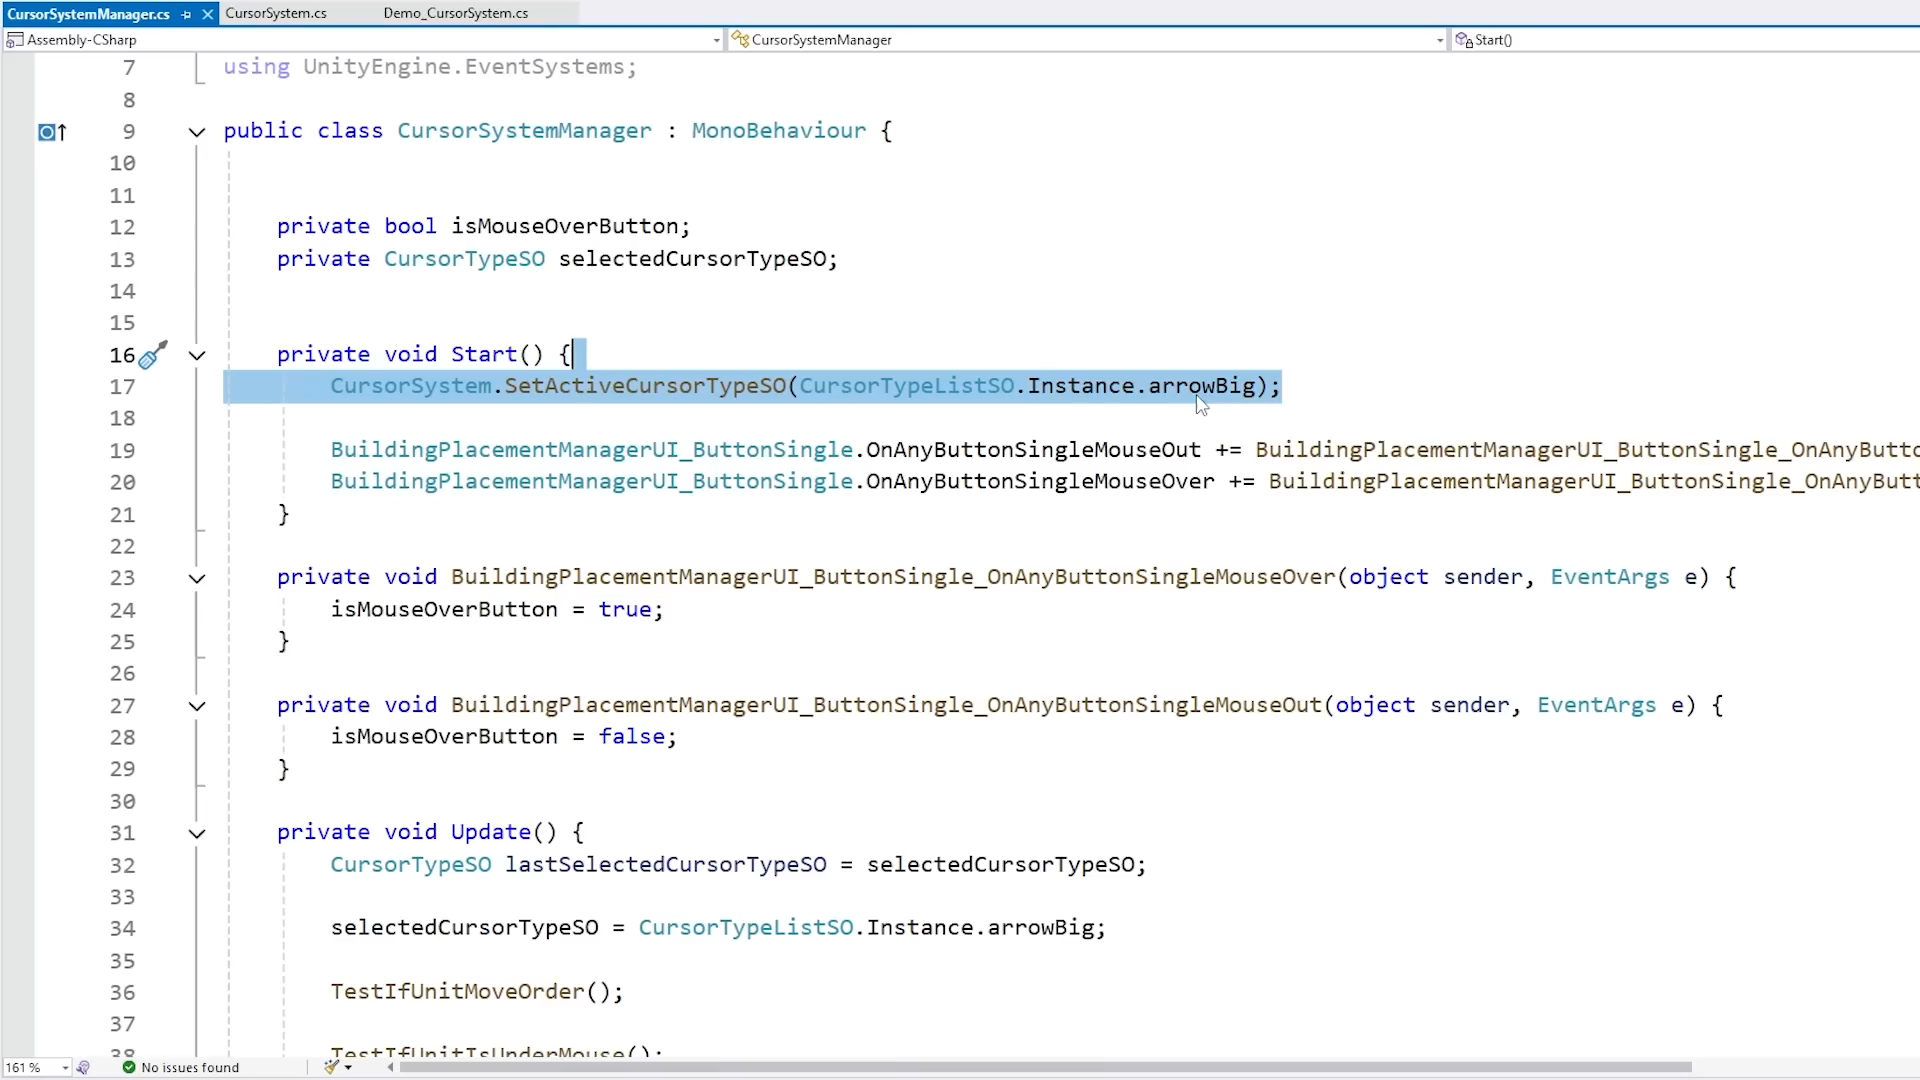 CursorSystemManager.cs CursorSystem.cs Demo_CursorSystem.cs
Assembly-CSharp CursorSystemManager Start()
7 using UnityEngine.EventSystems;
8
9 public class CursorSystemManager : MonoBehaviour {
10
11
12 private bool isMouseOverButton;
13 private CursorTypeSO selectedCursorTypeSO;
14
15
16 private void Start() {
17 CursorSystem.SetActiveCursorTypeSO(CursorTypeListSO.Instance.arrowBig);
18
19 BuildingPlacementManagerUI_ButtonSingle.OnAnyButtonSingleMouseOut += BuildingPlacementManagerUI_ButtonSingle_OnAnyButto
20 BuildingPlacementManagerUI_ButtonSingle.OnAnyButtonSingleMouseOver += BuildingPlacementManagerUI_ButtonSingle_OnAnyButt
21 }
22
23 private void BuildingPlacementManagerUI_ButtonSingle_OnAnyButtonSingleMouseOver(object sender, EventArgs e) {
24 isMouseOverButton = true;
25 }
26
27 private void BuildingPlacementManagerUI_ButtonSingle_OnAnyButtonSingleMouseOut(object sender, EventArgs e) {
28 isMouseOverButton = false;
29 }
30
31 private void Update() {
32 CursorTypeSO lastSelectedCursorTypeSO = selectedCursorTypeSO;
33
34 selectedCursorTypeSO = CursorTypeListSO.Instance.arrowBig;
35
36 TestIfUnitMoveOrder();
37
38 TestIfUnitIsUnderMouse();
161 % No issues found